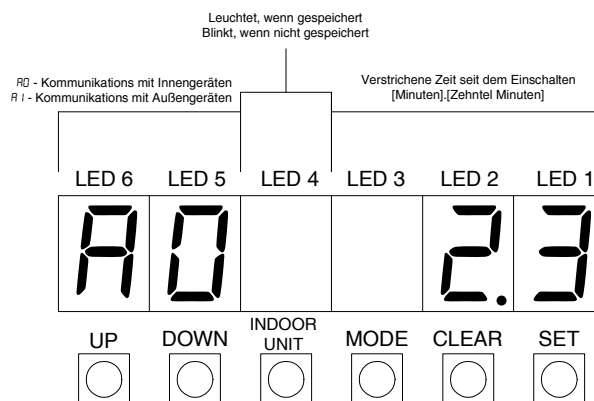 Leuchtet, wenn gespeichert
Blinkt, wenn nicht gespeichert
A0 - Kommunikations mit Innengeräten
A1 - Kommunikations mit Außengeräten
Verstrichene Zeit seit dem Einschalten
[Minuten].[Zehntel Minuten]
LED 6 LED 5 LED 4 LED 3 LED 2 LED 1
A0 2.3
UP DOWN INDOOR UNIT MODE CLEAR SET